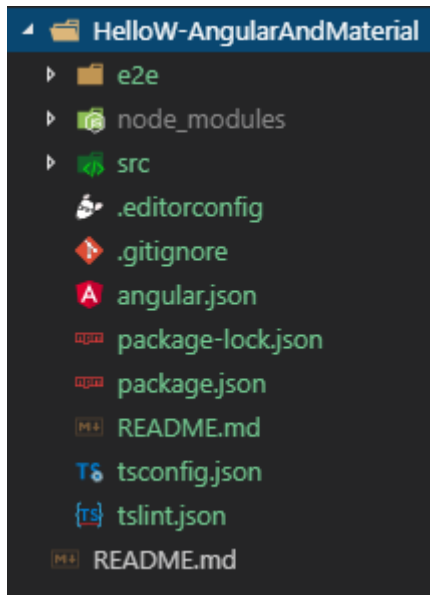 HelloW-AngularAndMaterial
e2e
node_modules
src
.editorconfig
.gitignore
angular.json
package-lock.json
package.json
README.md
tsconfig.json
tslint.json
README.md